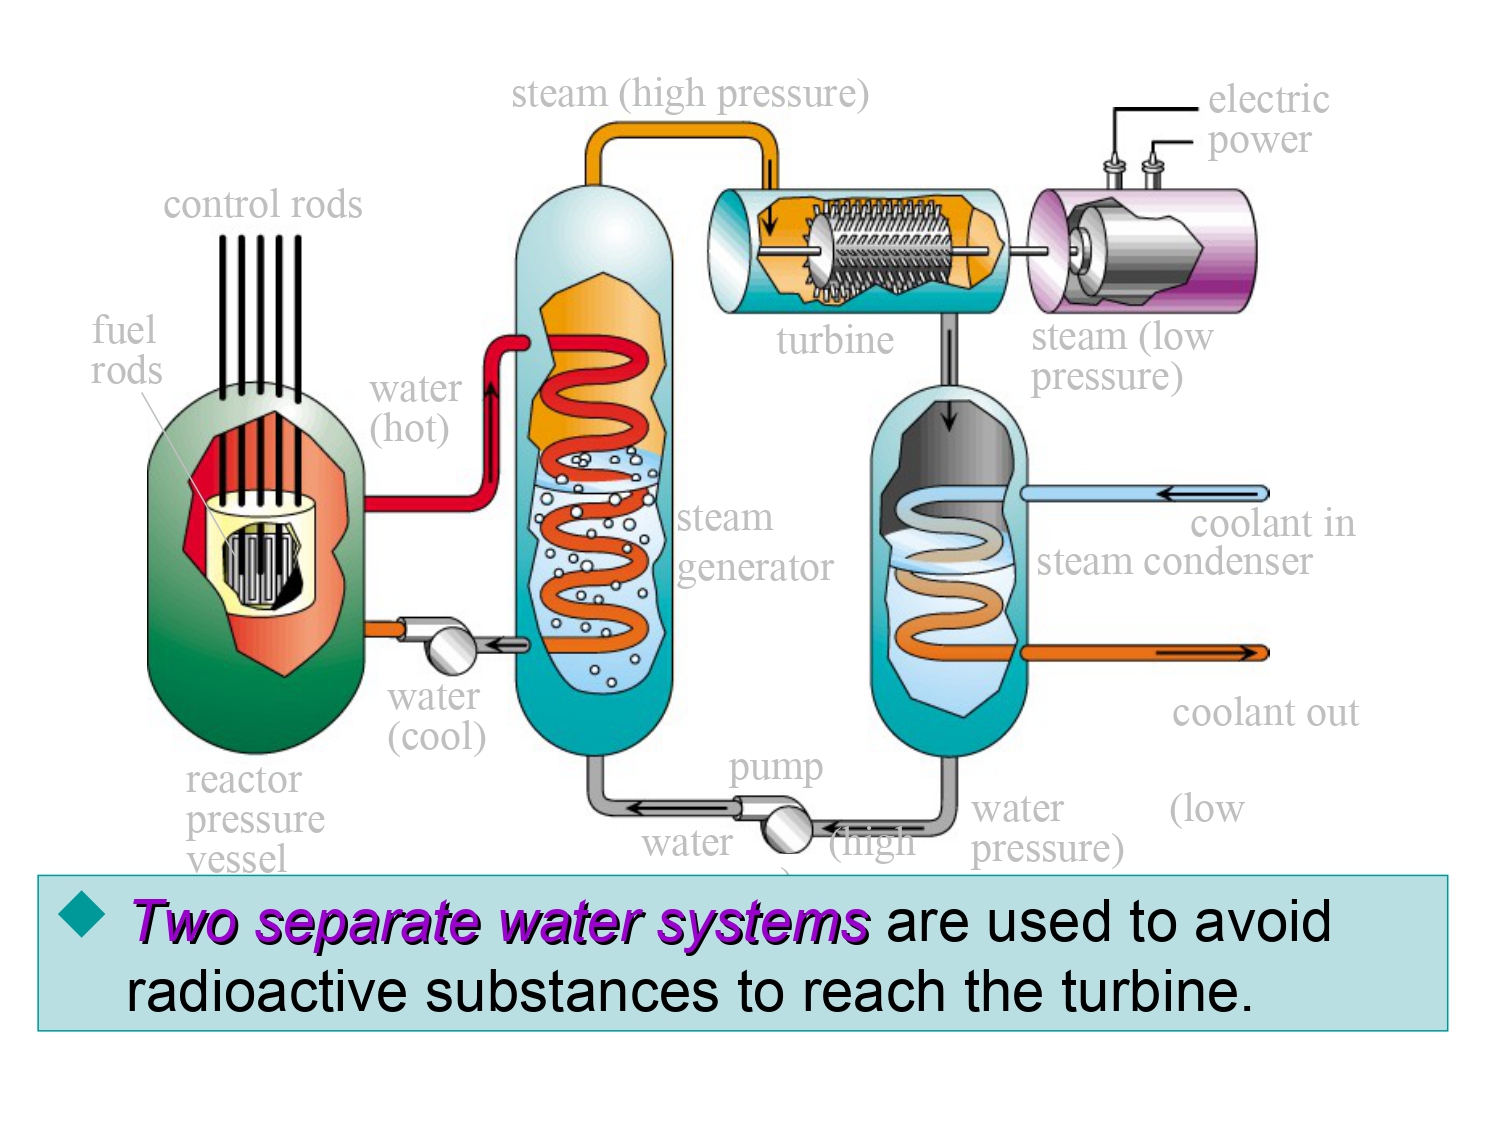 steam (high pressure)
electric
power
control rods
fuel
rods
water
(hot)
turbine
steam (low
pressure)
steam
generator
coolant in
steam condenser
water
(cool)
coolant out
reactor
pressure
vessel
pump
water (high
water (low
pressure)
Two separate water systems are used to avoid
radioactive substances to reach the turbine.